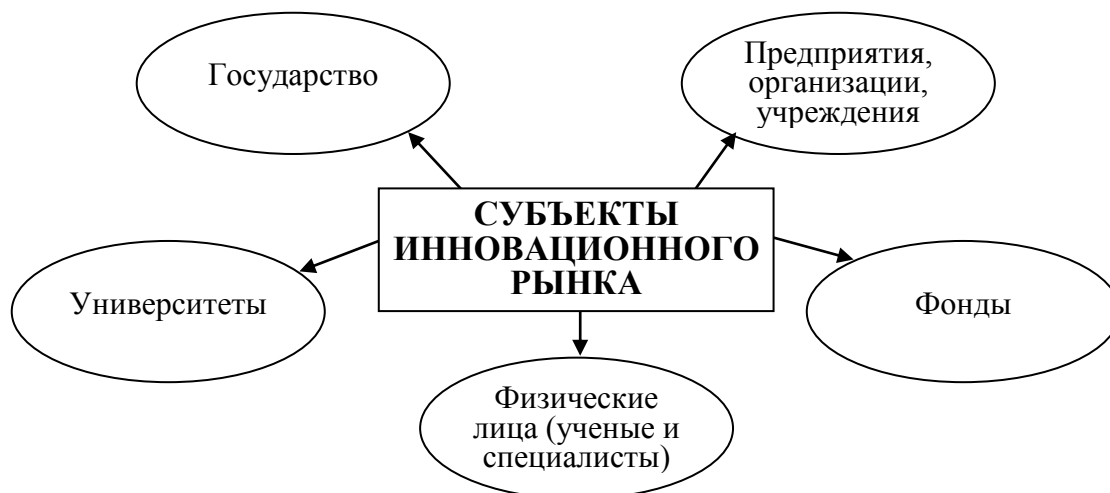 Государство
Предприятия,
организации,
учреждения
СУБЪЕКТЫ
ИННОВАЦИОННОГО
РЫНКА
Университеты
Фонды
Физические
лица (ученые и
специалисты)